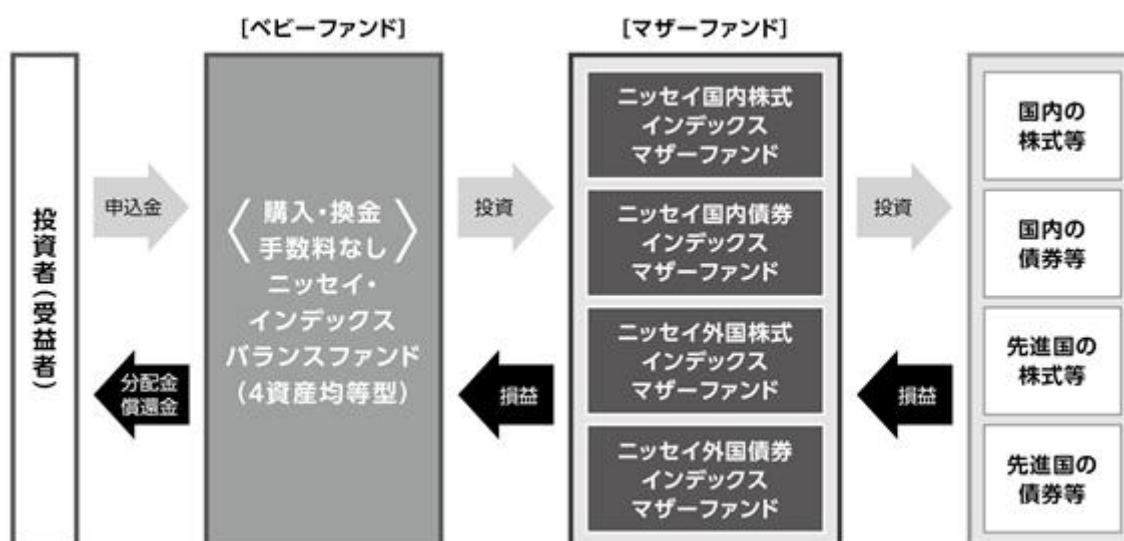 [ベビーファンド]
[マザーファンド]
投資者(受益者)
申込金
分配金
償還金
〈購入・換金
手数料なし〉
ニッセイ・
インデックス
バランスファンド
(4資産均等型)
投資
損益
ニッセイ国内株式
インデックス
マザーファンド
ニッセイ国内債券
インデックス
マザーファンド
ニッセイ外国株式
インデックス
マザーファンド
ニッセイ外国債券
インデックス
マザーファンド
投資
損益
国内の
株式等
国内の
債券等
先進国の
株式等
先進国の
債券等